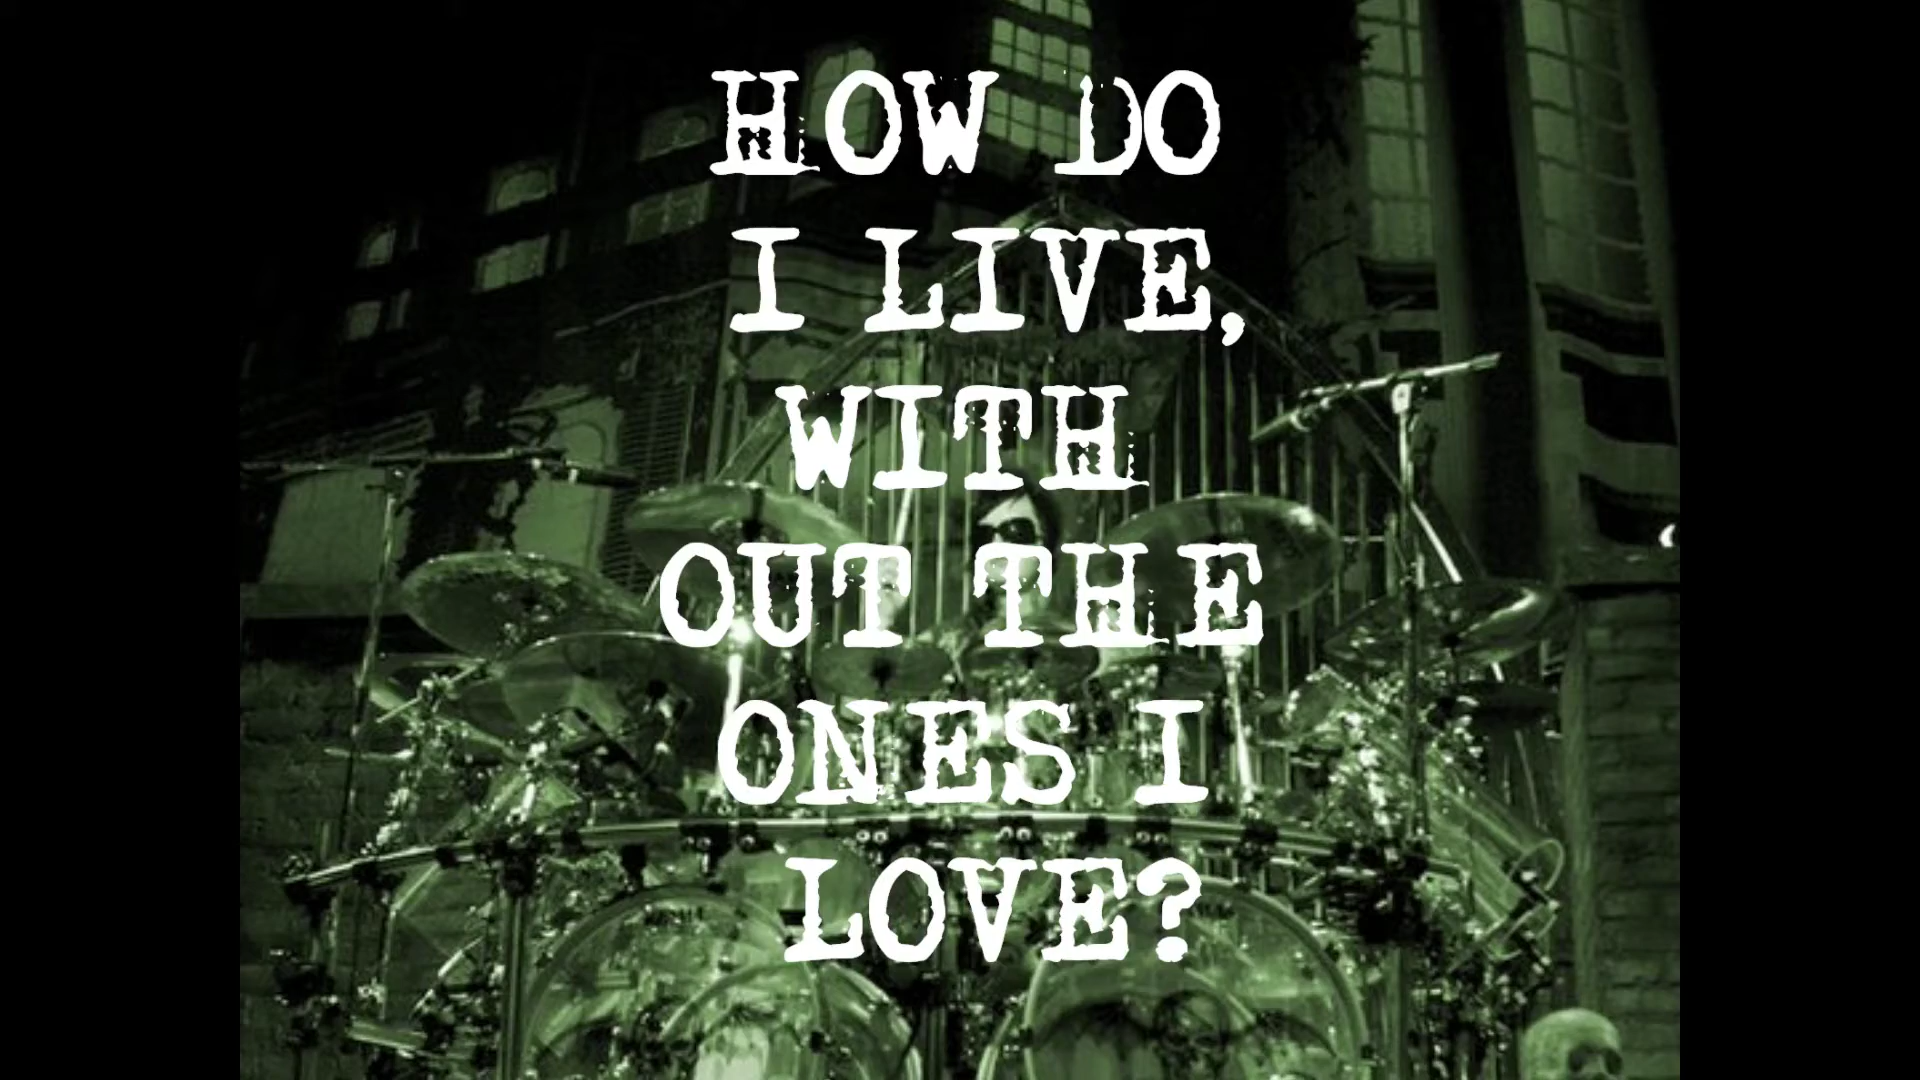 HOW DO
I LIVE,
WITH
OUT THE
ONES I
LOVE?